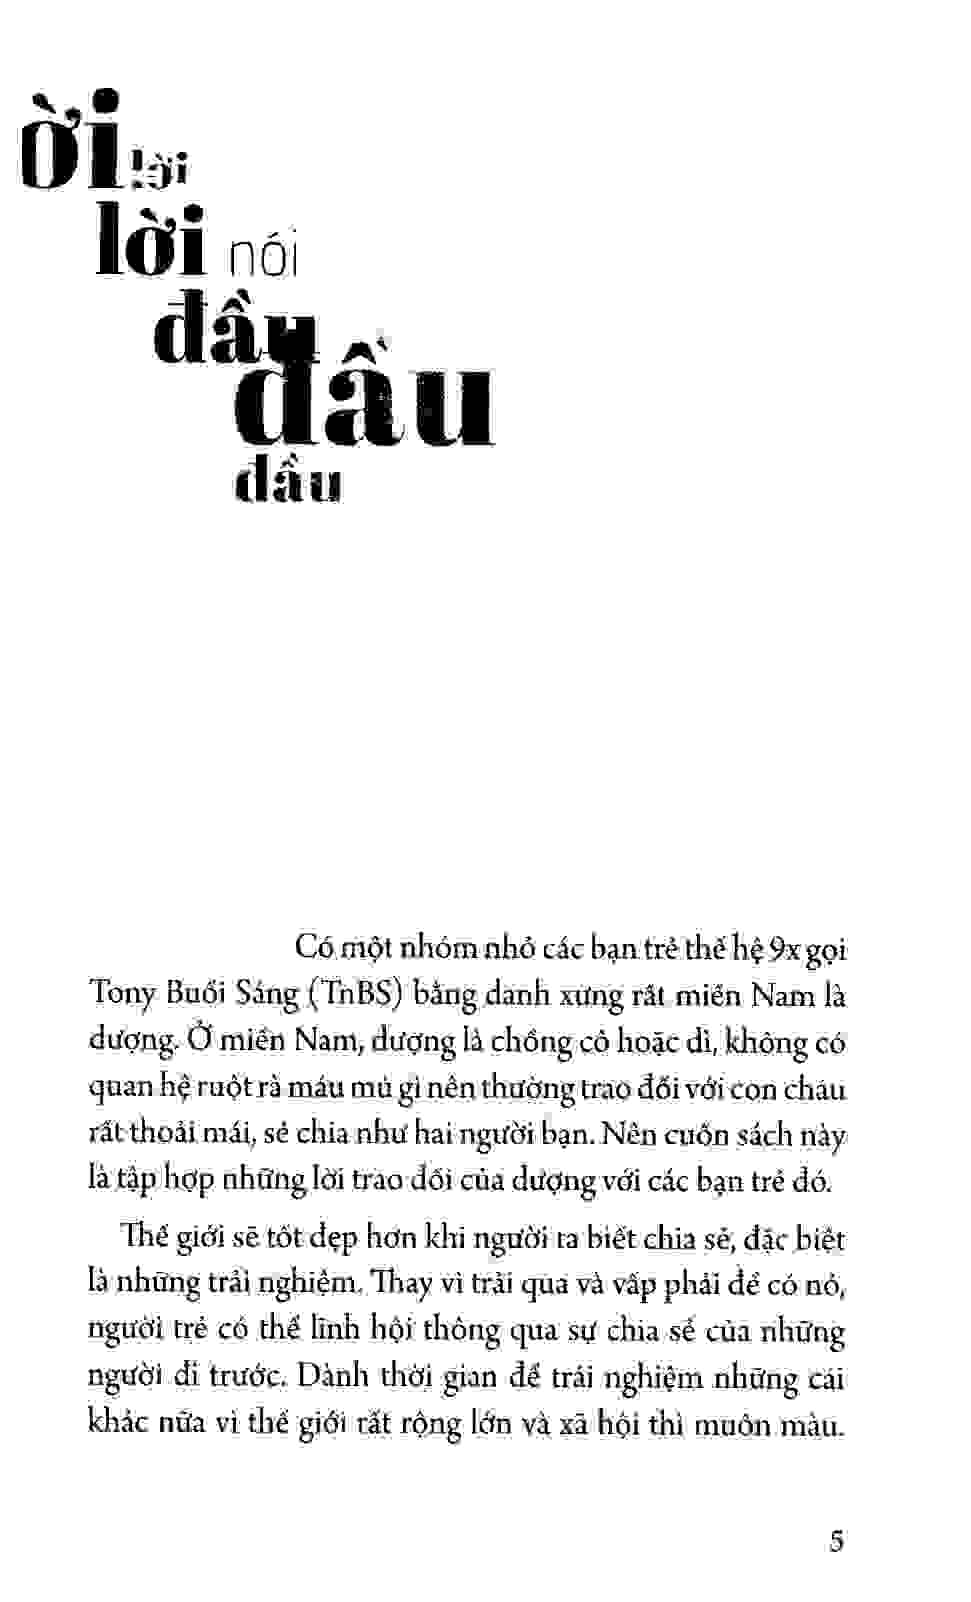 ời lời
lời nói
đầu
đầu
đầu
Có một nhóm nhỏ các bạn trẻ thế hệ 9x gọi
Tony Buổi Sáng (TnBS) bằng danh xưng rất miền Nam là
dượng. Ở miền Nam, dượng là chồng cô hoặc dì, không có
quan hệ ruột rà máu mủ gì nên thường trao đổi với con cháu
rất thoải mái, sẻ chia như hai người bạn. Nên cuốn sách này
là tập hợp những lời trao đổi của dượng với các bạn trẻ đó.
Thế giới sẽ tốt đẹp hơn khi người ta biết chia sẻ, đặc biệt
là những trải nghiệm. Thay vì trải qua và vấp phải để có nó,
người trẻ có thể lĩnh hội thông qua sự chia sẻ của những
người đi trước. Dành thời gian để trải nghiệm những cái
khác nữa vì thế giới rất rộng lớn và xã hội thì muôn màu.
5